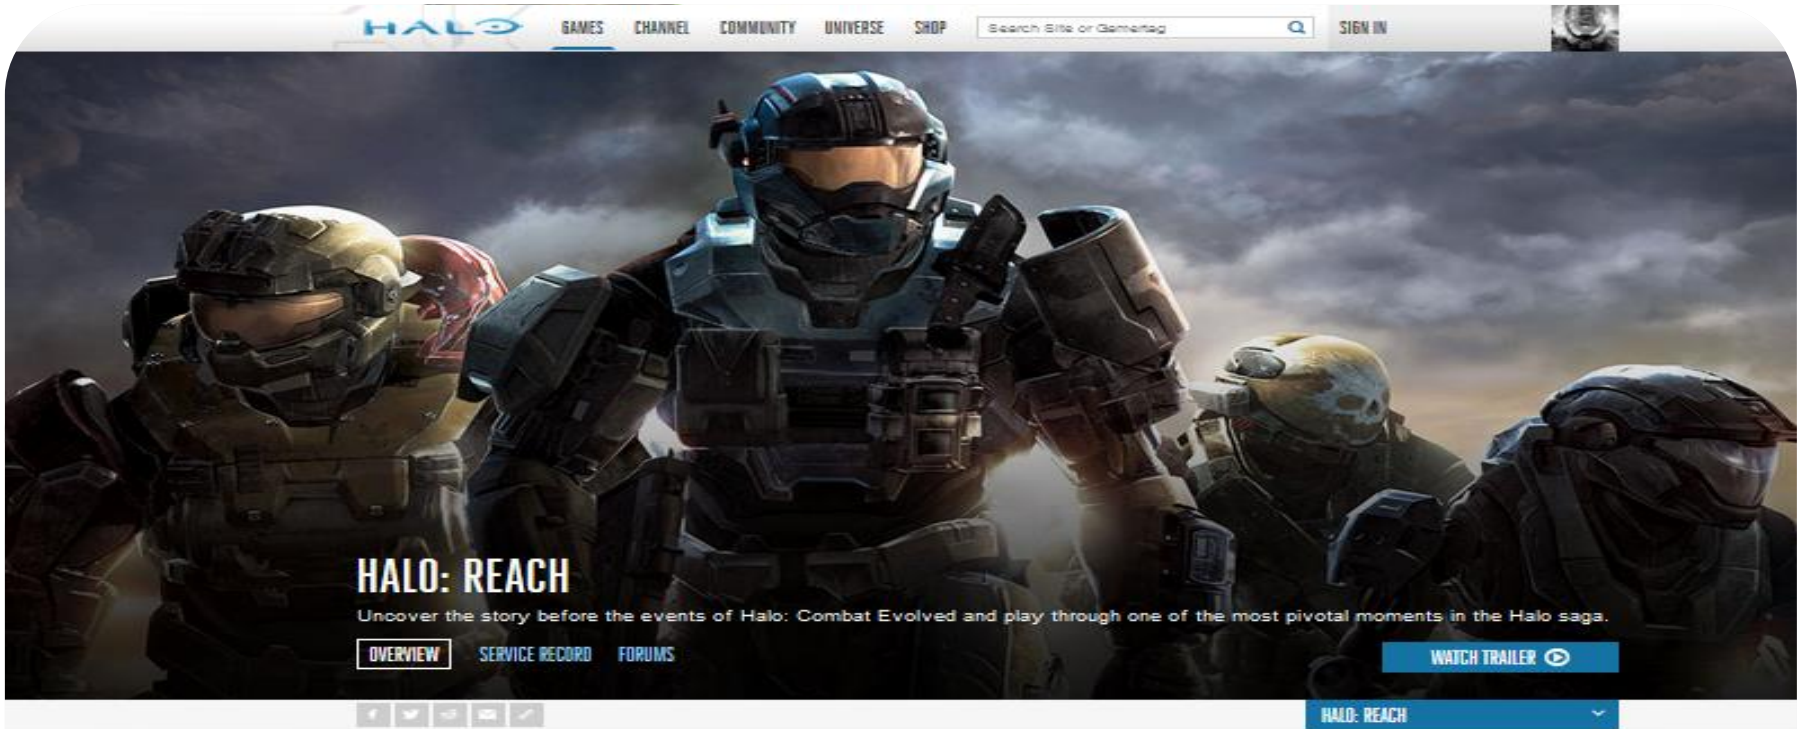 HALO GAMES CHANNEL COMMUNITY UNIVERSE SHOP Search Site or Gamertag SIGN IN
HALO: REACH
Uncover the story before the events of Halo: Combat Evolved and play through one of the most pivotal moments in the Halo saga.
OVERVIEW SERVICE RECORD FORUMS WATCH TRAILER
HALO: REACH